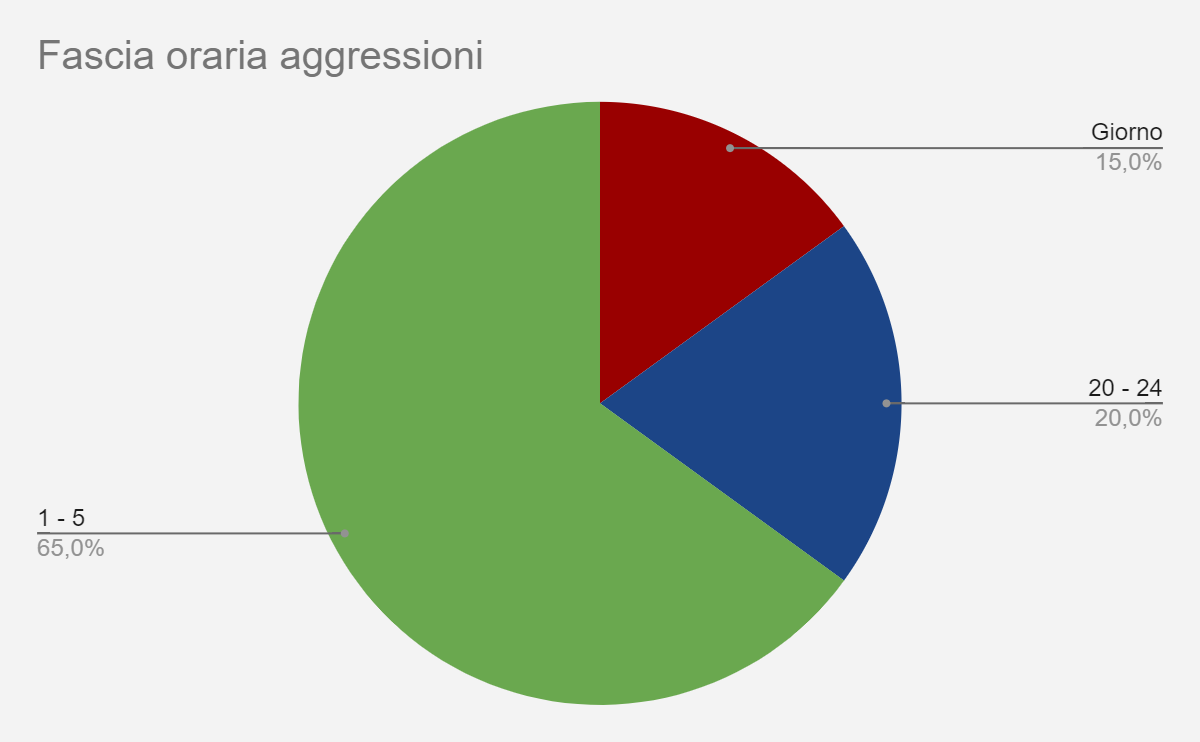 Fascia oraria aggressioni
Giorno
15,0%
20 - 24
20,0%
1 - 5
65,0%